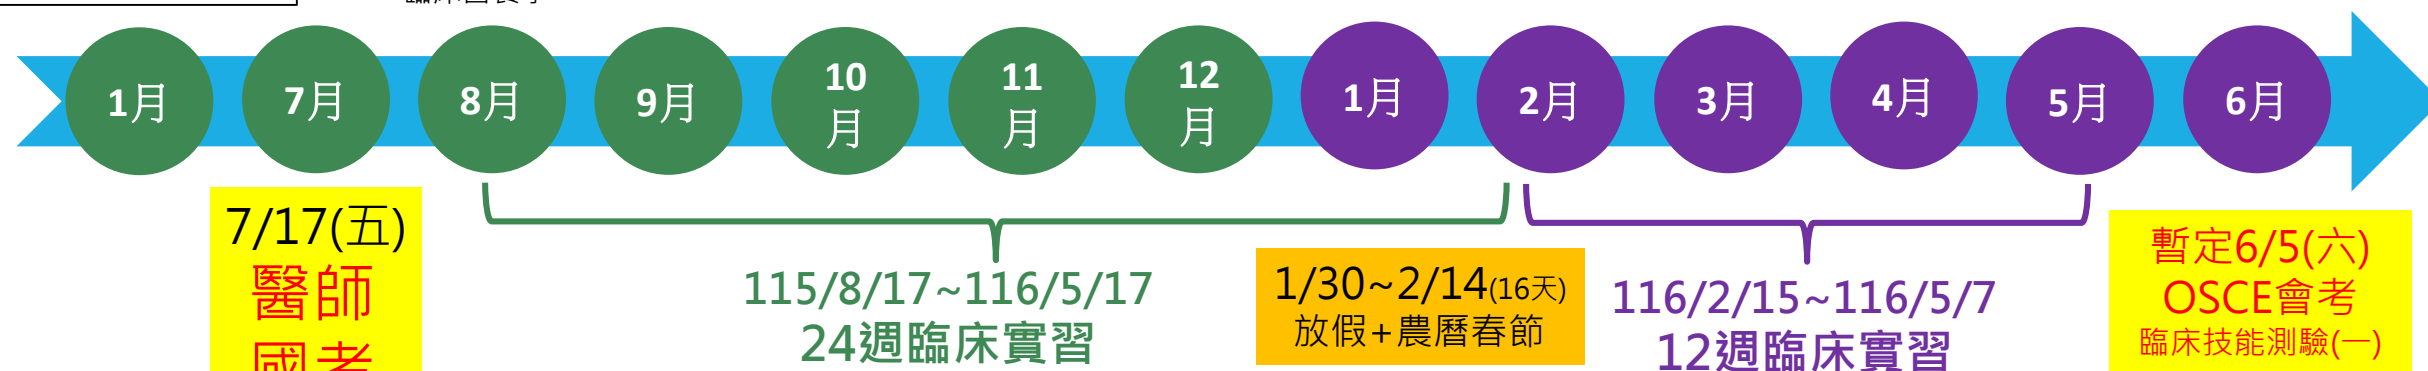 1月
7月
8月
9月
10
月
11
月
12
月
1月
2月
3月
4月
5月
6月
7/17(五)
醫師
國考
115/8/17~116/5/17
24週臨床實習
1/30~2/14(16天)
放假+農曆春節
116/2/15~116/5/7
12週臨床實習
暫定6/5(六)
OSCE會考
臨床技能測驗(一)